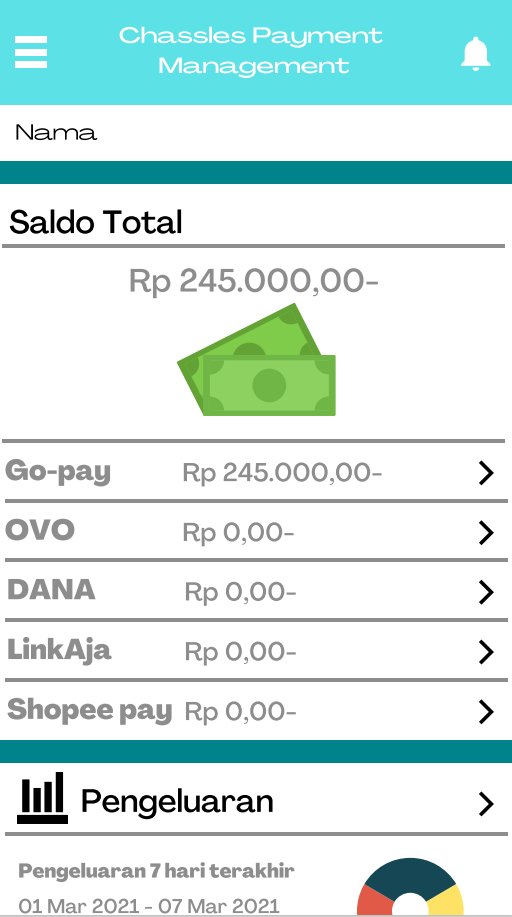 Chassles Payment
Management
Nama
Saldo Total
Rp 245.000,00-
Go-pay Rp 245.000,00-
OVO Rp 0,00-
DANA Rp 0,00-
LinkAja Rp 0,00-
Shopee pay Rp 0,00-
Pengeluaran
Pengeluaran 7 hari terakhir
01 Mar 2021 - 07 Mar 2021